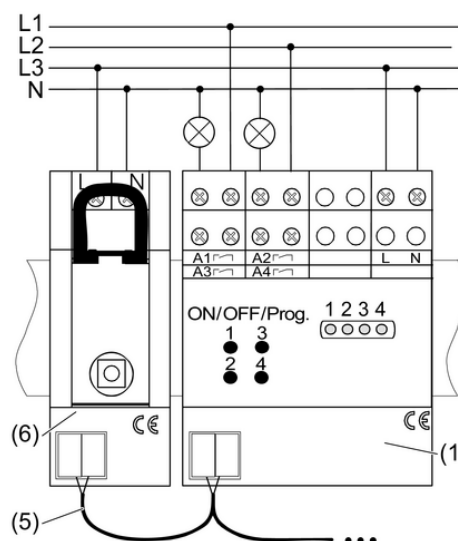 L1
L2
L3
N
L N
A1 A2 L N
A3 A4
ON/OFF/Prog.
1 3
2 4
1 2 3 4
(6)
CE
CE
(1
(5)
...